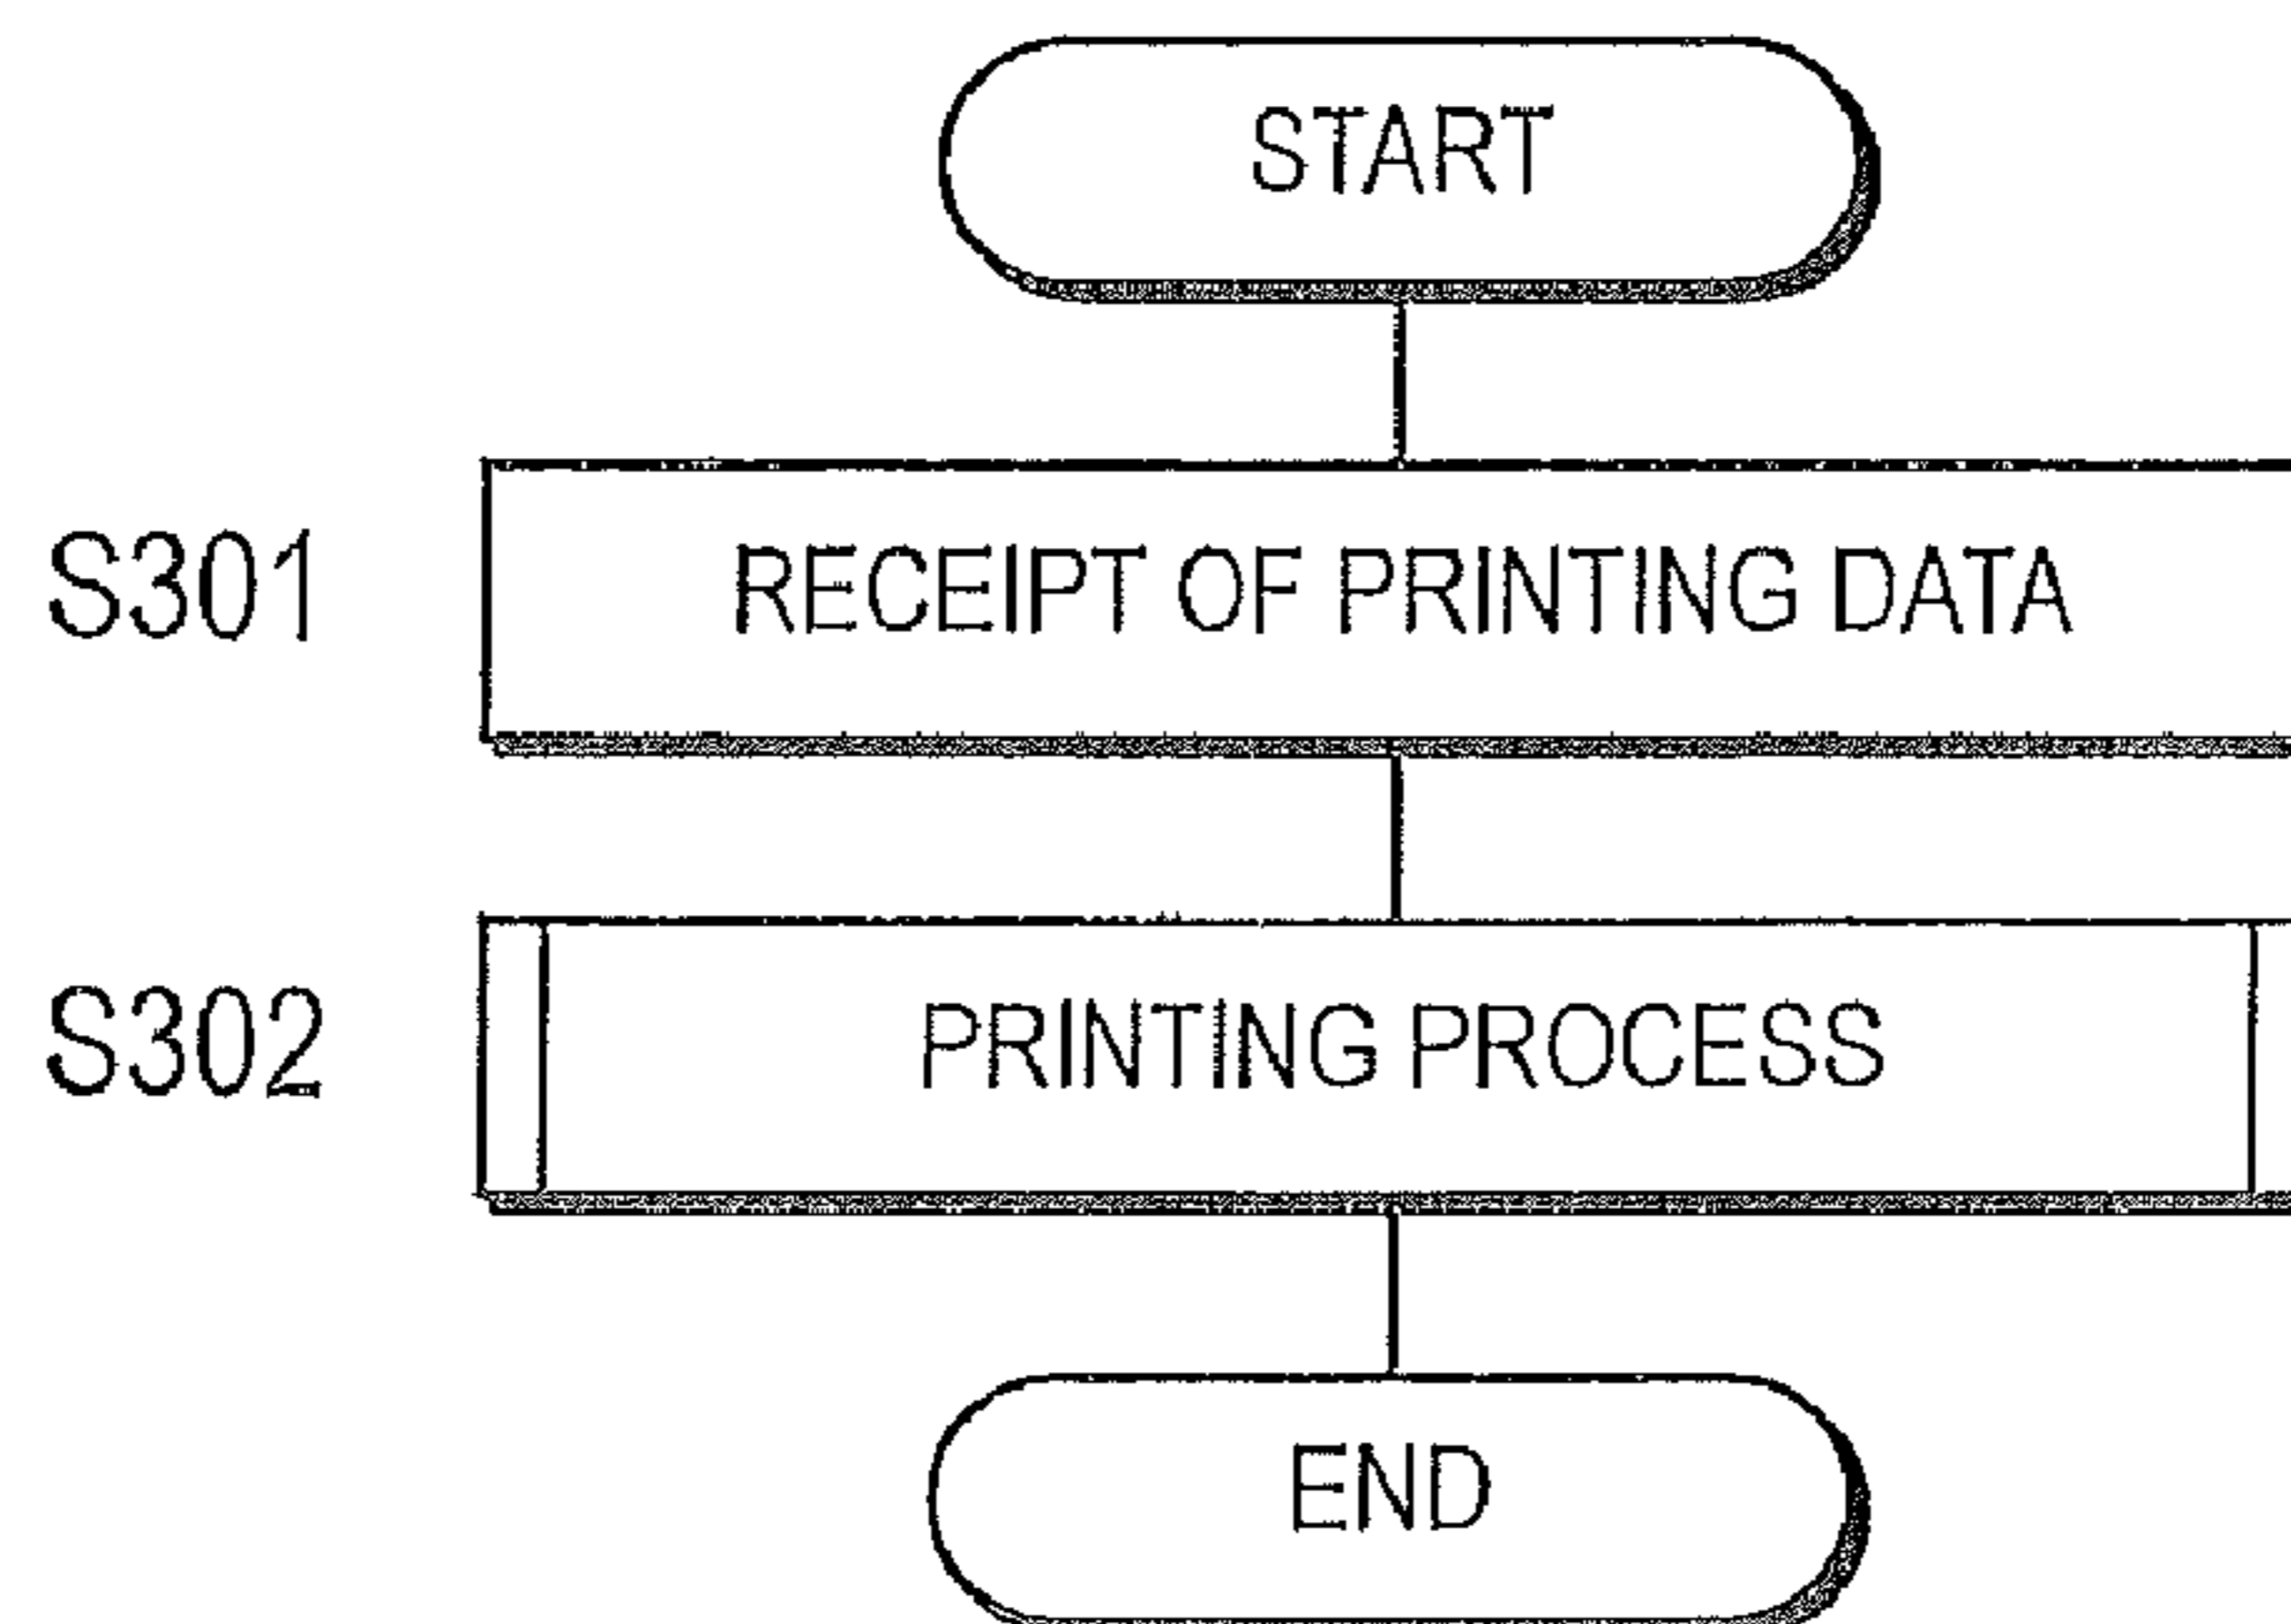 START
S301 RECEIPT OF PRINTING DATA
S302 PRINTING PROCESS
END